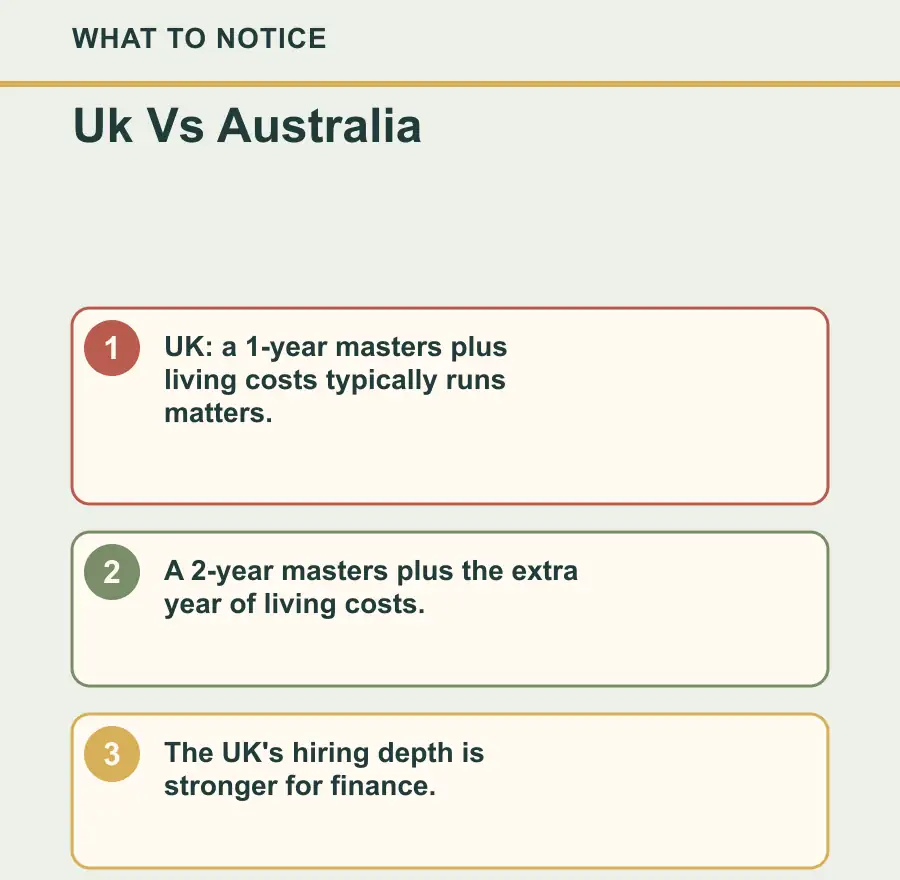 WHAT TO NOTICE
Uk Vs Australia
1
UK: a 1-year masters plus
living costs typically runs
matters.
2
A 2-year masters plus the extra
year of living costs.
3
The UK's hiring depth is
stronger for finance.